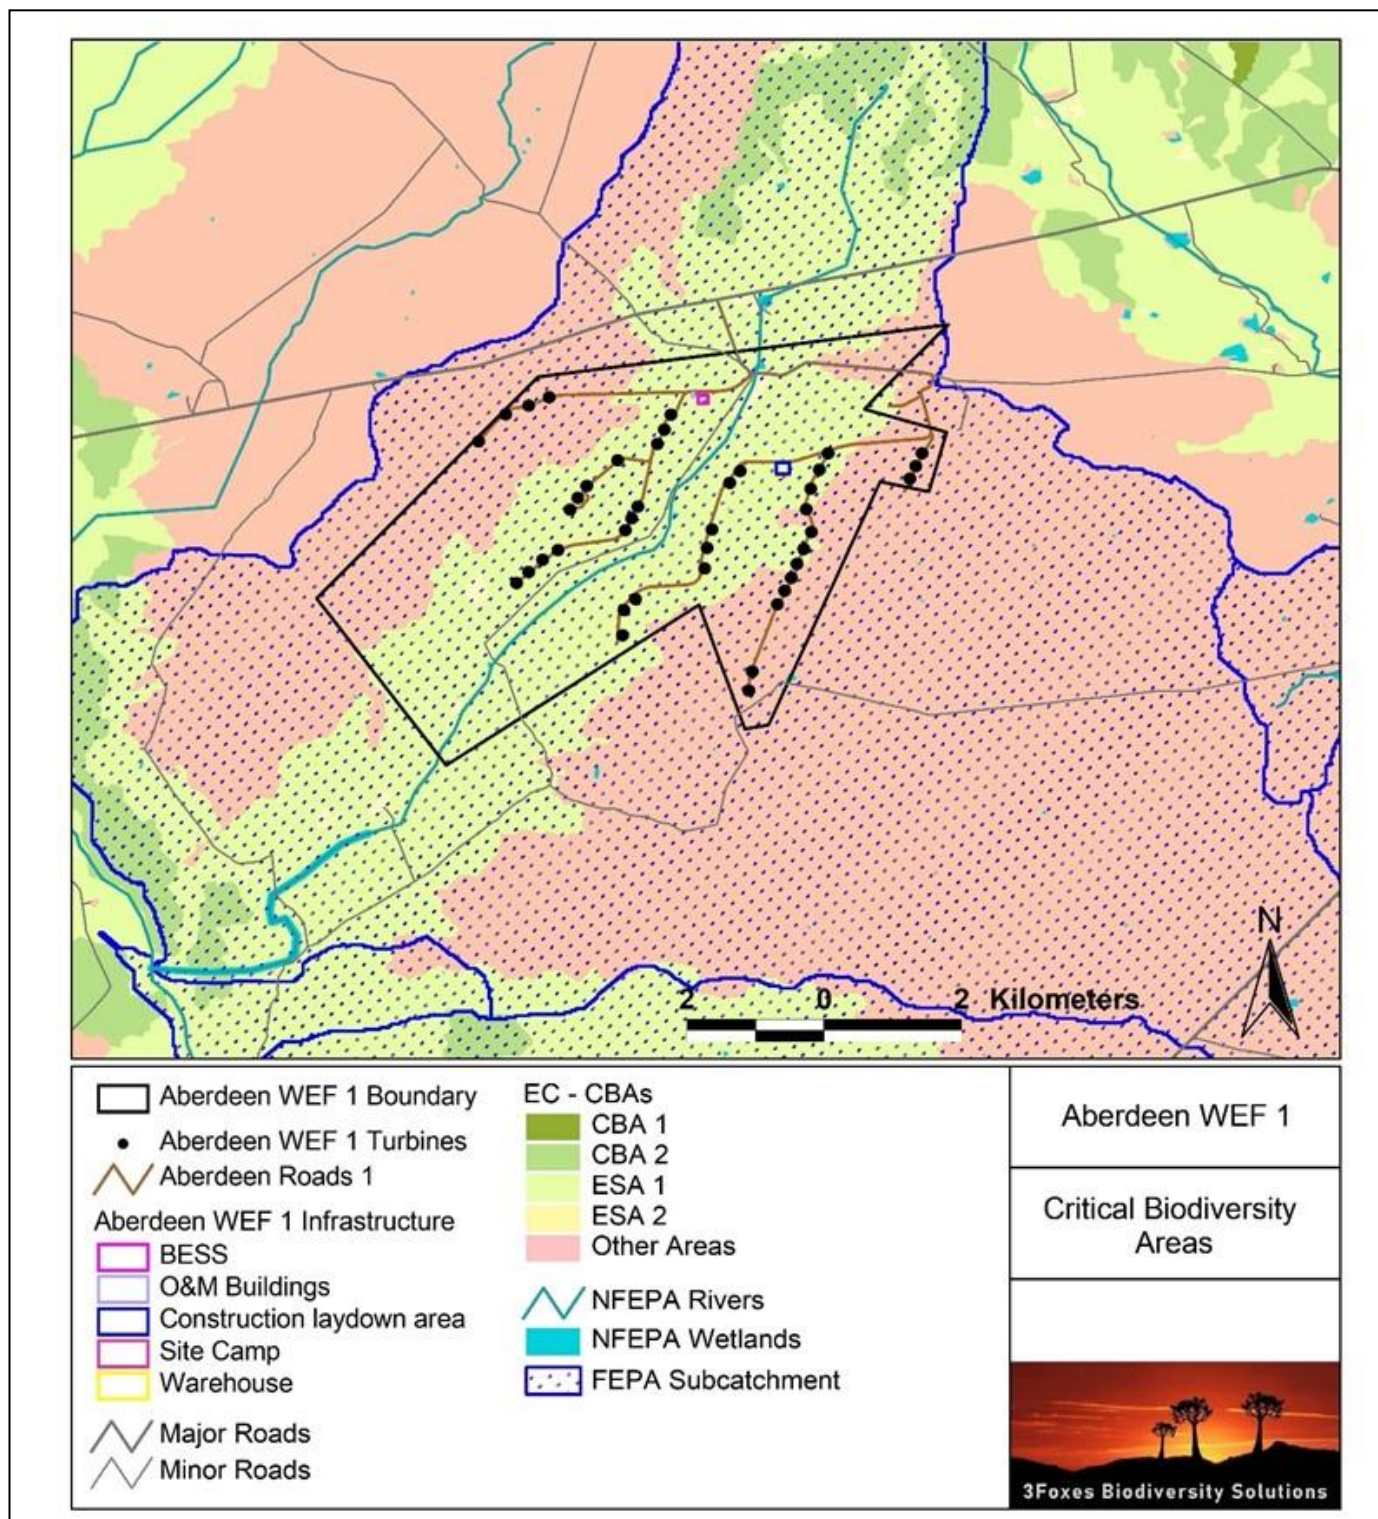 N
2 0 2 Kilometers
Aberdeen WEF 1 Boundary
Aberdeen WEF 1 Turbines
Aberdeen Roads 1
Aberdeen WEF 1 Infrastructure
BESS
O&M Buildings
Construction laydown area
Site Camp
Warehouse
Major Roads
Minor Roads
EC - CBAs
CBA 1
CBA 2
ESA 1
ESA 2
Other Areas
NFEPA Rivers
NFEPA Wetlands
FEPA Subcatchment
Aberdeen WEF 1
Critical Biodiversity
Areas
3Foxes Biodiversity Solutions